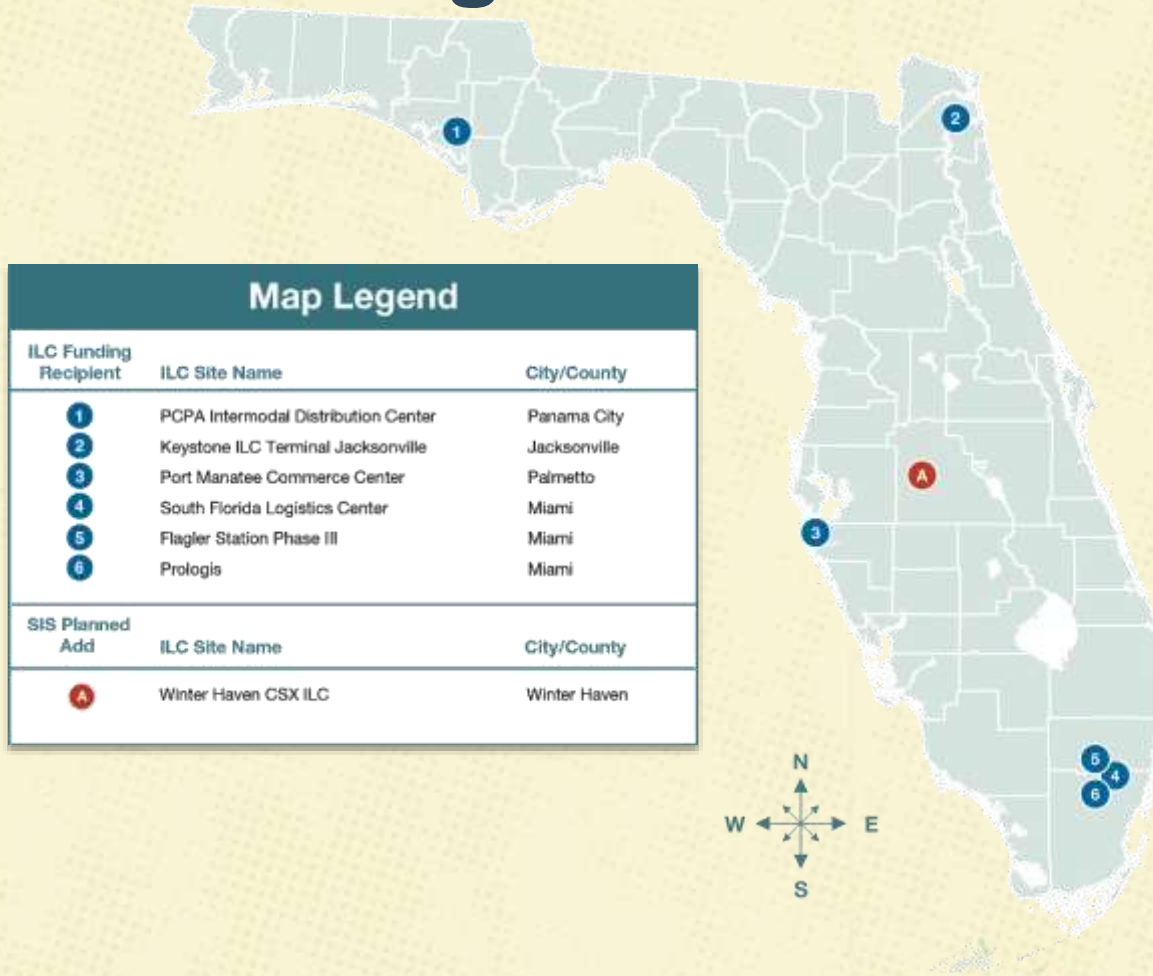 1
2
Map Legend
ILC Funding
Recipient ILC Site Name City/County
1 PCPA Intermodal Distribution Center Panama City
2 Keystone ILC Terminal Jacksonville Jacksonville
3 Port Manatee Commerce Center Palmetto
4 South Florida Logistics Center Miami
5 Flagler Station Phase III Miami
6 Prologis Miami
SIS Planned
Add ILC Site Name City/County
A Winter Haven CSX ILC Winter Haven
A
3
5
4
6
N
W E
S